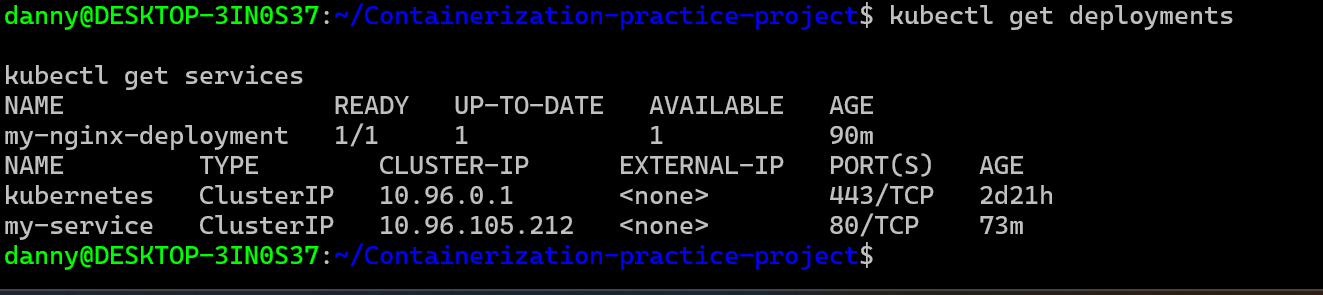 danny@DESKTOP-3IN0S37:~/Containerization-practice-project$ kubectl get deployments
kubectl get services
NAME                  READY   UP-TO-DATE   AVAILABLE   AGE
my-nginx-deployment   1/1     1            1           90m
NAME         TYPE        CLUSTER-IP      EXTERNAL-IP   PORT(S)   AGE
kubernetes   ClusterIP   10.96.0.1       <none>        443/TCP   2d21h
my-service   ClusterIP   10.96.105.212   <none>        80/TCP    73m
danny@DESKTOP-3IN0S37:~/Containerization-practice-project$